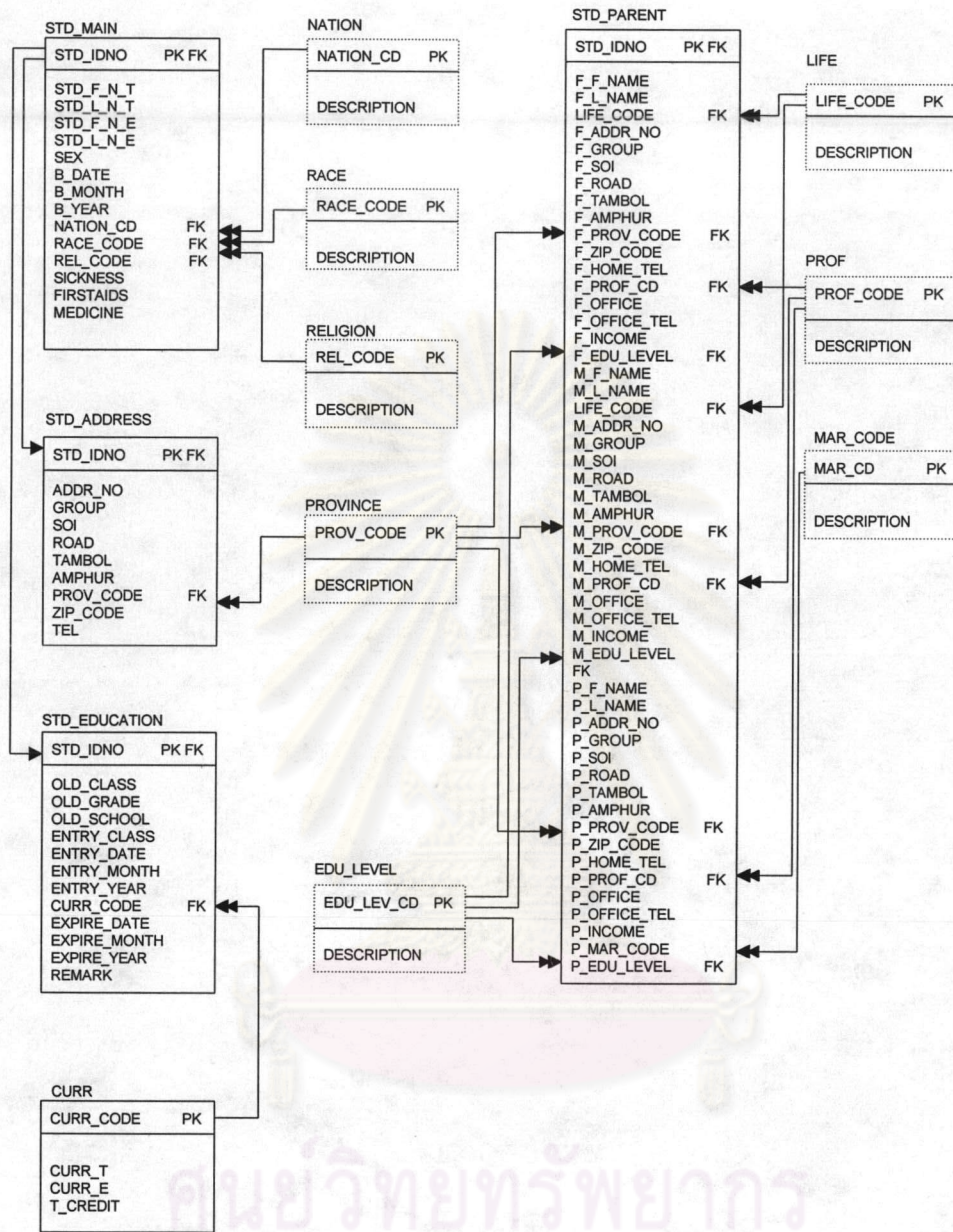 STD_MAIN
STD_IDNO PK FK
STD_F_N_T
STD_L_N_T
STD_F_N_E
STD_L_N_E
SEX
B_DATE
B_MONTH
B_YEAR
NATION_CD FK
RACE_CODE FK
REL_CODE FK
SICKNESS
FIRSTAIDS
MEDICINE
STD_ADDRESS
STD_IDNO PK FK
ADDR_NO
GROUP
SOI
ROAD
TAMBOL
AMPHUR
PROV_CODE FK
ZIP_CODE
TEL
STD_EDUCATION
STD_IDNO PK FK
OLD_CLASS
OLD_GRADE
OLD_SCHOOL
ENTRY_CLASS
ENTRY_DATE
ENTRY_MONTH
ENTRY_YEAR
CURR_CODE FK
EXPIRE_DATE
EXPIRE_MONTH
EXPIRE_YEAR
REMARK
CURR
CURR_CODE PK
CURR_T
CURR_E
T_CREDIT
NATION
NATION_CD PK
DESCRIPTION
RACE
RACE_CODE PK
DESCRIPTION
RELIGION
REL_CODE PK
DESCRIPTION
PROVINCE
PROV_CODE PK
DESCRIPTION
EDU_LEVEL
EDU_LEV_CD PK
DESCRIPTION
STD_PARENT
STD_IDNO PK FK
F_F_NAME
F_L_NAME
LIFE_CODE FK
F_ADDR_NO
F_GROUP
F_SOI
F_ROAD
F_TAMBOL
F_AMPHUR
F_PROV_CODE FK
F_ZIP_CODE
F_HOME_TEL
F_PROF_CD FK
F_OFFICE
F_OFFICE_TEL
F_INCOME
F_EDU_LEVEL FK
M_F_NAME
M_L_NAME
LIFE_CODE FK
M_ADDR_NO
M_GROUP
M_SOI
M_ROAD
M_TAMBOL
M_AMPHUR
M_PROV_CODE FK
M_ZIP_CODE
M_HOME_TEL
M_PROF_CD FK
M_OFFICE
M_OFFICE_TEL
M_INCOME
M_EDU_LEVEL
FK
P_F_NAME
P_L_NAME
P_ADDR_NO
P_GROUP
P_SOI
P_ROAD
P_TAMBOL
P_AMPHUR
P_PROV_CODE FK
P_ZIP_CODE
P_HOME_TEL
P_PROF_CD FK
P_OFFICE
P_OFFICE_TEL
P_INCOME
P_MAR_CODE
P_EDU_LEVEL FK
LIFE
LIFE_CODE PK
DESCRIPTION
PROF
PROF_CODE PK
DESCRIPTION
MAR_CODE
MAR_CD PK
DESCRIPTION
ศูนย์วิทยทรัพยากร